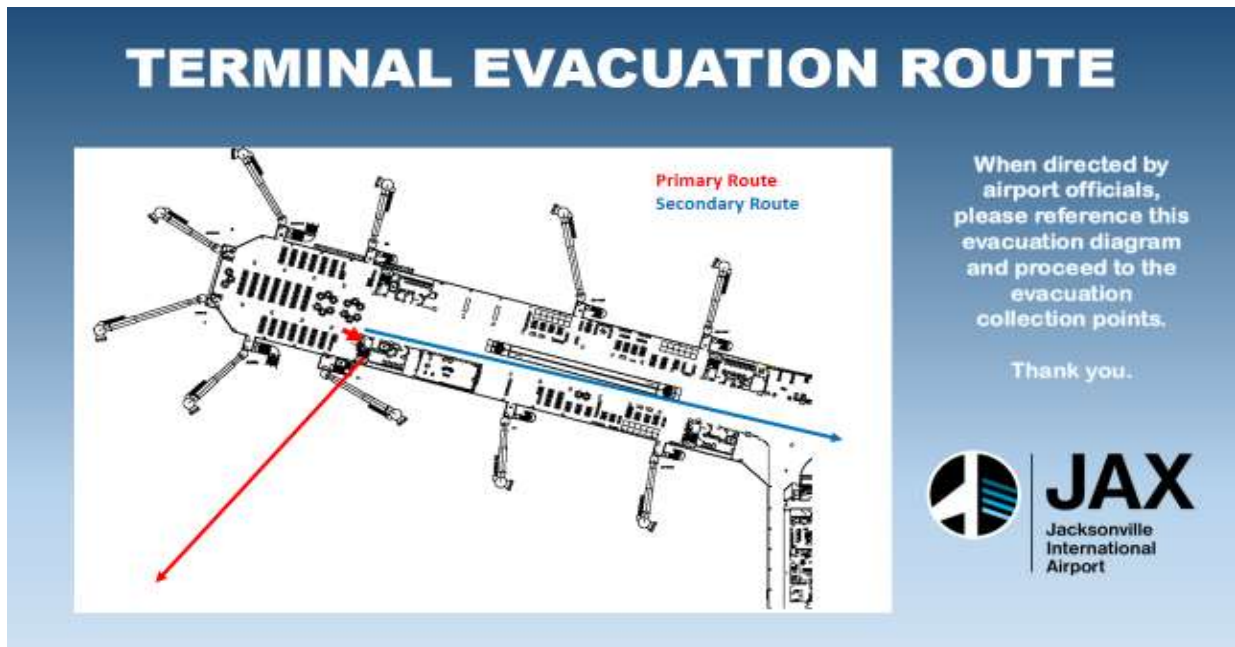 TERMINAL EVACUATION ROUTE
Primary Route
Secondary Route
When directed by
airport officials,
please reference this
evacuation diagram
and proceed to the
evacuation
collection points.
Thank you.
JAX
Jacksonville
International
Airport